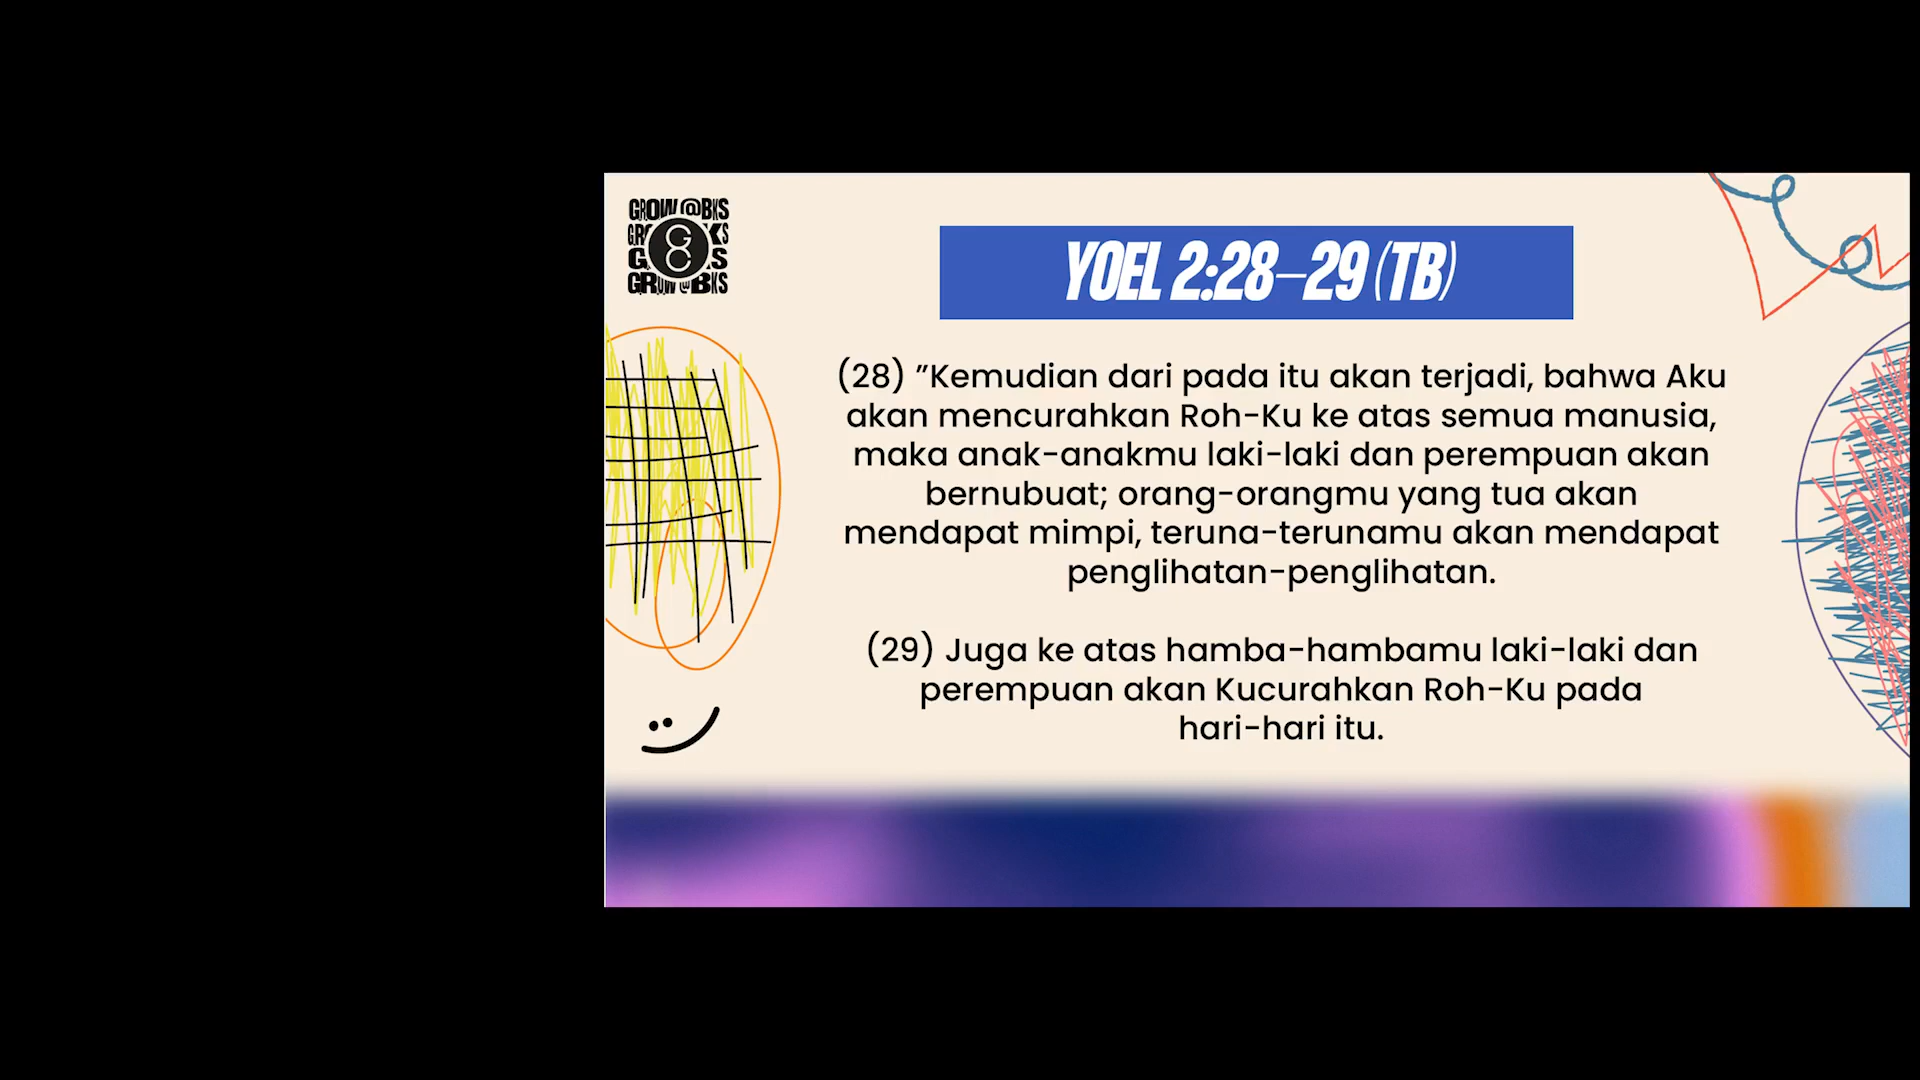 GROW @BKS
YOEL 2:28–29 (TB)
(28) ”Kemudian dari pada itu akan terjadi, bahwa Aku
akan mencurahkan Roh-Ku ke atas semua manusia,
maka anak-anakmu laki-laki dan perempuan akan
bernubuat; orang-orangmu yang tua akan
mendapat mimpi, teruna-terunamu akan mendapat
penglihatan-penglihatan.
(29) Juga ke atas hamba-hambamu laki-laki dan
perempuan akan Kucurahkan Roh-Ku pada
hari-hari itu.